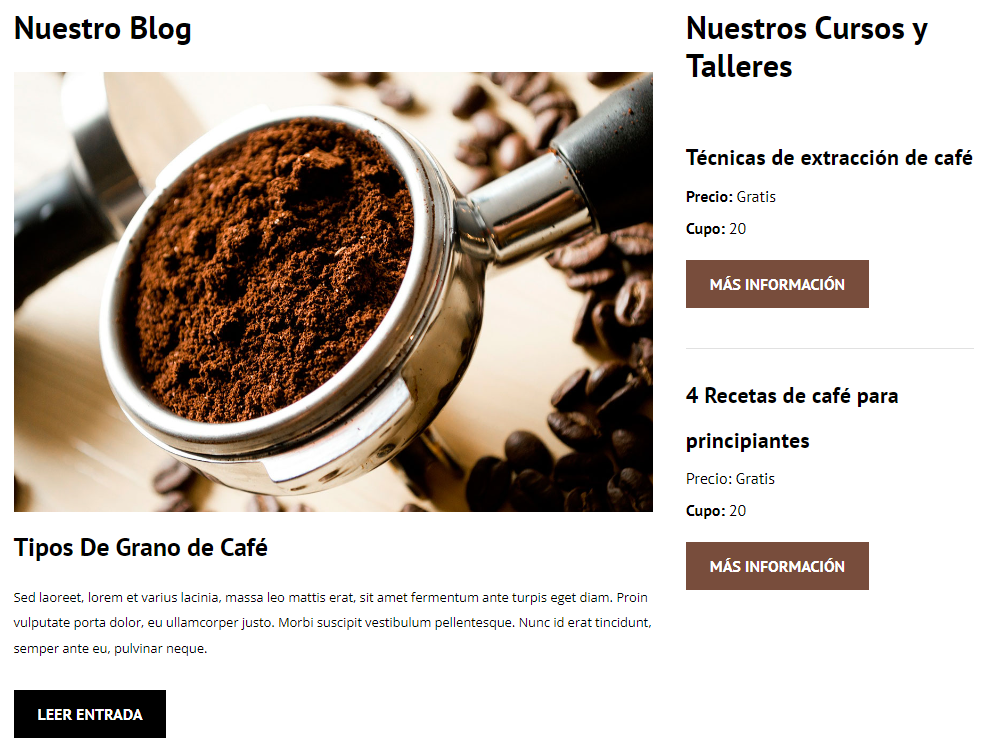 Nuestro Blog
Tipos De Grano de Café
Sed laoreet, lorem et varius lacinia, massa leo mattis erat, sit amet fermentum ante turpis eget diam. Proin
vulputate porta dolor, eu ullamcorper justo. Morbi suscipit vestibulum pellentesque. Nunc id erat tincidunt,
semper ante eu, pulvinar neque.
LEER ENTRADA
Nuestros Cursos y
Talleres
Técnicas de extracción de café
Precio: Gratis
Cupo: 20
MÁS INFORMACIÓN
4 Recetas de café para
principiantes
Precio: Gratis
Cupo: 20
MÁS INFORMACIÓN